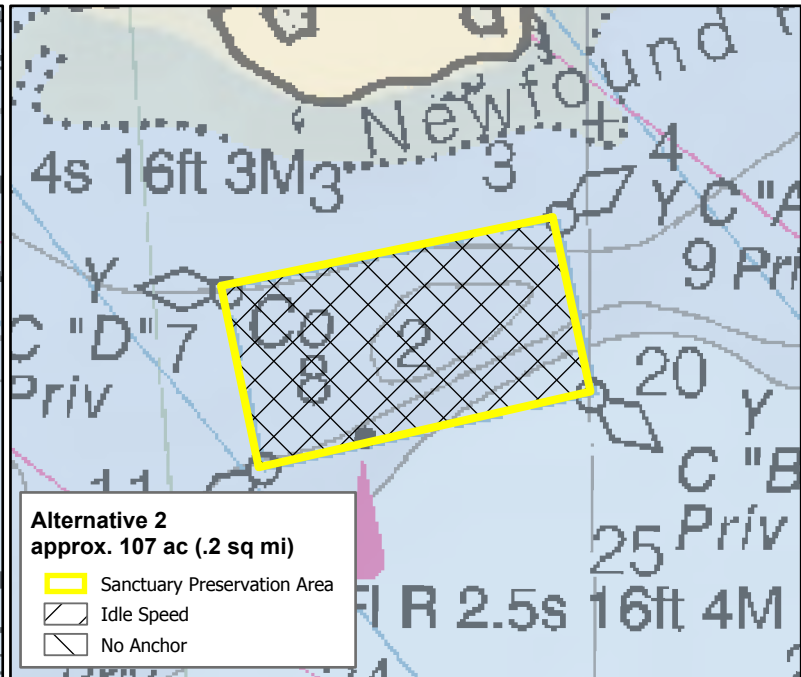 Newfound
4s 16ft 3M
3
3
4
Y C "A
9 Pri
Y
C "D"
7
Priv
Co
8
2
20
Y
C "B
Priv
11
25
Fl R 2.5s 16ft 4M
Alternative 2
approx. 107 ac (.2 sq mi)
Sanctuary Preservation Area
Idle Speed
No Anchor